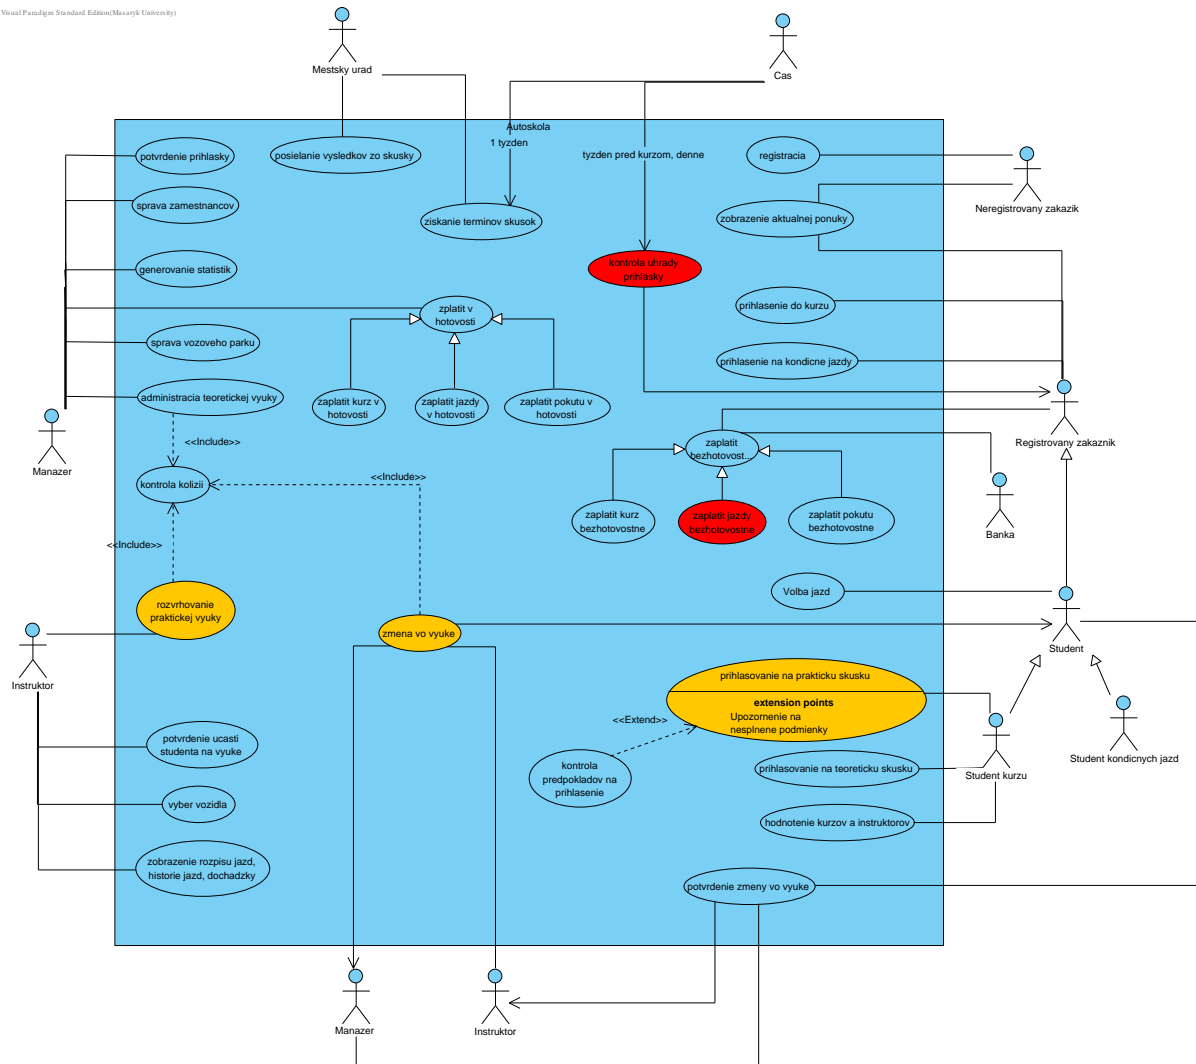 Visual Paradigm Standard Edition(Masaryk University)
Mestsky urad
Cas
Autoskola
1 tyzden
tyzden pred kurzom, denne
potvrdenie prihlasky
posielanie vysledkov zo skusky
registracia
sprava zamestnancov
ziskanie terminov skusok
zobrazenie aktualnej ponuky
Neregistrovany zakazik
generovanie statistik
kontrola uhrady
prihlasky
zplatit v
hotovosti
prihlasenie do kurzu
sprava vozoveho parku
prihlasenie na kondicne jazdy
administracia teoretickej vyuky
zaplatit kurz v
hotovosti
zaplatit jazdy
v hotovosti
zaplatit pokutu v
hotovosti
Manazer
Registrovany zakaznik
<<Include>>
zaplatit
bezhotovost...
kontrola kolizii
<<Include>>
zaplatit kurz
bezhotovostne
zaplatit jazdy
bezhotovostne
zaplatit pokutu
bezhotovostne
Banka
<<Include>>
Volba jazd
rozvrhovanie
praktickej vyuky
zmena vo vyuke
Student
Instruktor
prihlasovanie na prakticku skusku
extension points
Upozornenie na
nesplnene podmienky
<<Extend>>
potvrdenie ucasti
studenta na vyuke
kontrola
predpokladov na
prihlasenie
prihlasovanie na teoreticku skusku
Student kurzu
Student kondicnych jazd
vyber vozidla
hodnotenie kurzov a instruktorov
zobrazenie rozpisu jazd,
historie jazd, dochadzky
potvrdenie zmeny vo vyuke
Manazer
Instruktor